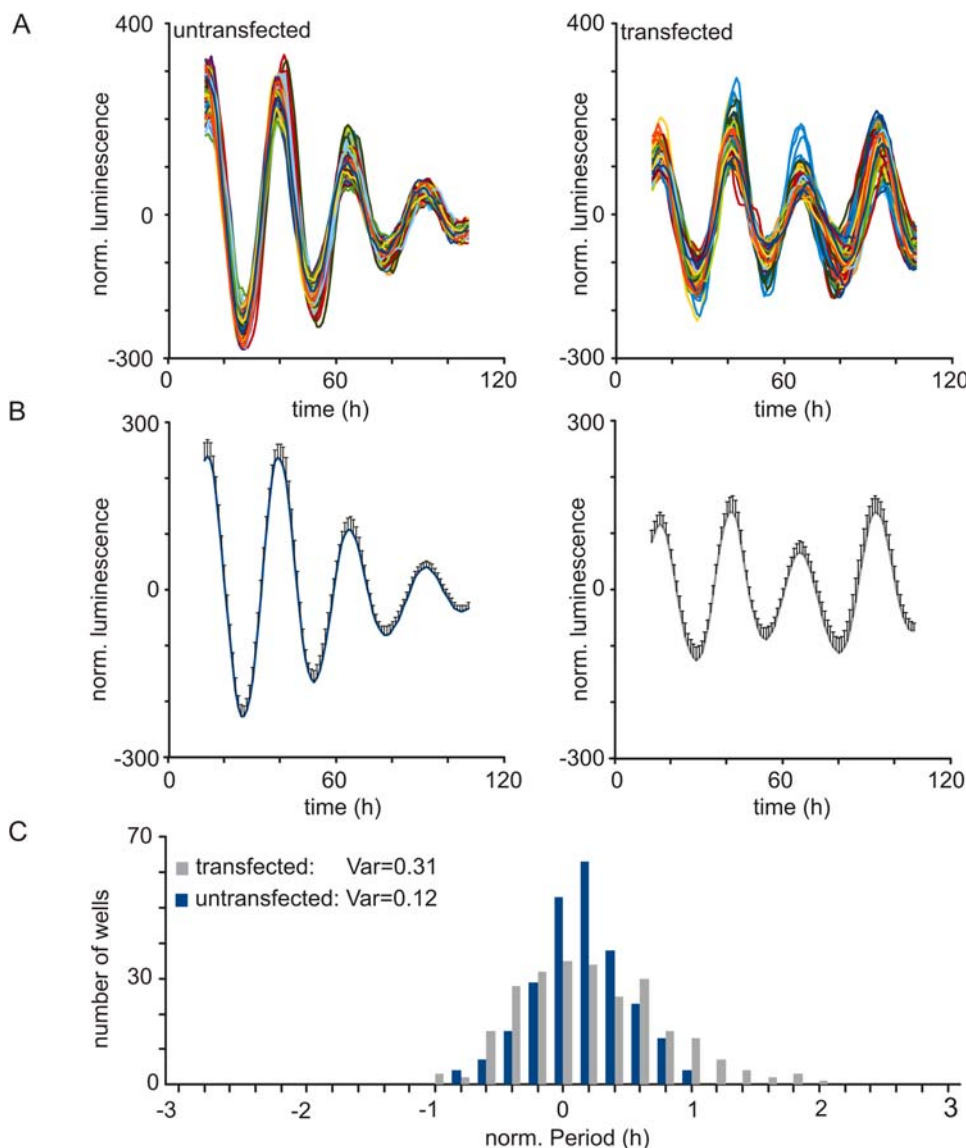 A
400
untransfected
norm. luminescence
0
-300
0
60
120
time (h)
400
transfected
norm. luminescence
0
-300
0
60
120
time (h)
B
300
norm. luminescence
0
-300
0
60
120
time (h)
300
norm. luminescence
0
-300
0
60
120
time (h)
C
70
transfected: Var=0.31
untransfected: Var=0.12
number of wells
30
0
-3 -2 -1 0 1 2 3
norm. Period (h)